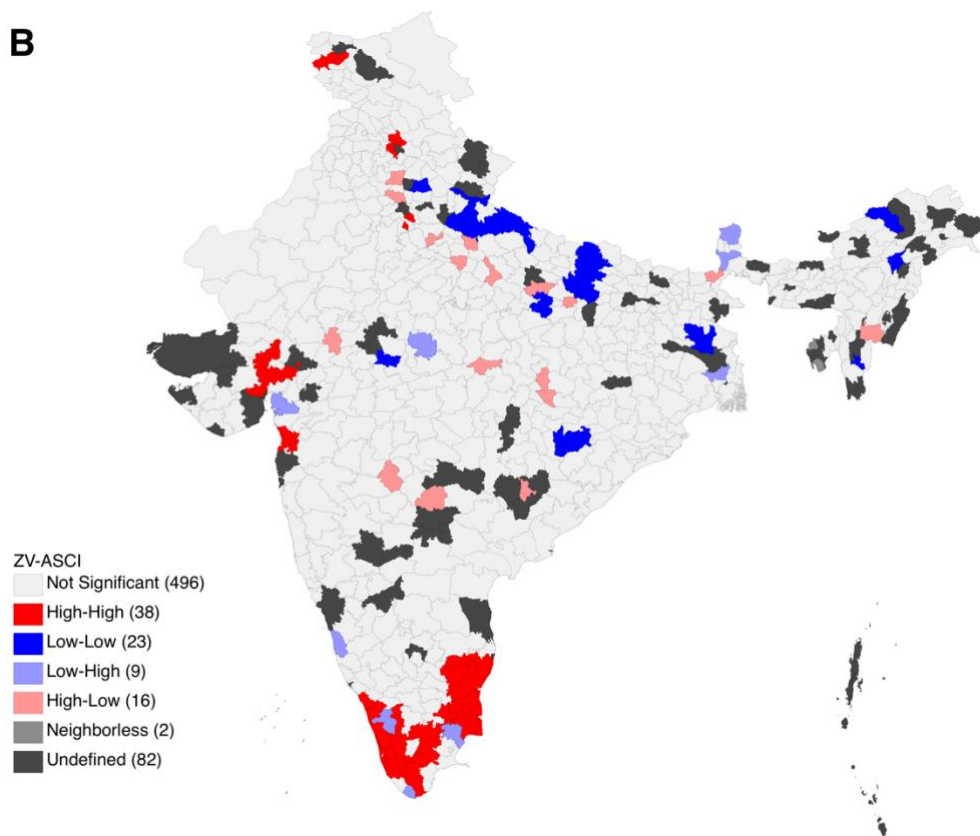 B
ZV-ASCI
Not Significant (496)
High-High (38)
Low-Low (23)
Low-High (9)
High-Low (16)
Neighborless (2)
Undefined (82)